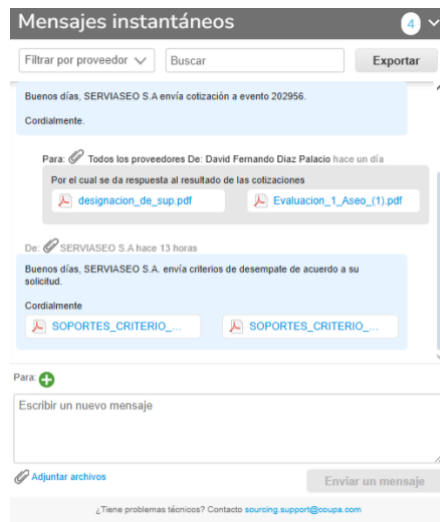 Mensajes instantáneos
4
Filtrar por proveedor
Buscar
Exportar
Buenos días, SERVIASEO S.A envía cotización a evento 202956.
Cordialmente.
Para: Todos los proveedores De: David Fernando Diaz Palacio hace un día
Por el cual se da respuesta al resultado de las cotizaciones
designacion_de_sup.pdf
Evaluacion_1_Aseo_(1).pdf
De: SERVIASEO S.A hace 13 horas
Buenos días, SERVIASEO S.A. envía criterios de desempate de acuerdo a su
solicitud.
Cordialmente
SOPORTES_CRITERIO_...
SOPORTES_CRITERIO_...
Para:
Escribir un nuevo mensaje
Adjuntar archivos
Enviar un mensaje
¿Tiene problemas técnicos? Contacto sourcing.support@coupa.com